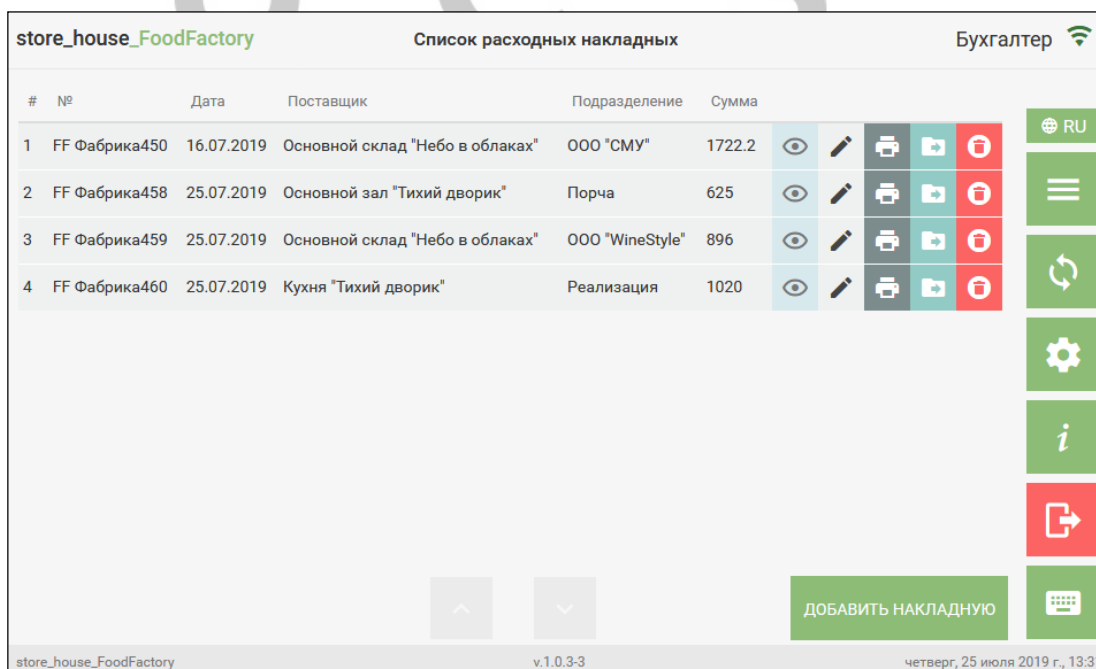 store_house_FoodFactory Список расходных накладных Бухгалтер
# № Дата Поставщик Подразделение Сумма
RU
1 FF Фабрика450 16.07.2019 Основной склад "Небо в облаках" ООО "СМУ" 1722.2
2 FF Фабрика458 25.07.2019 Основной зал "Тихий дворик" Порча 625
3 FF Фабрика459 25.07.2019 Основной склад "Небо в облаках" ООО "WineStyle" 896
4 FF Фабрика460 25.07.2019 Кухня "Тихий дворик" Реализация 1020
i
ДОБАВИТЬ НАКЛАДНУЮ
store_house_FoodFactory v.1.0.3-3 четверг, 25 июля 2019 г.,